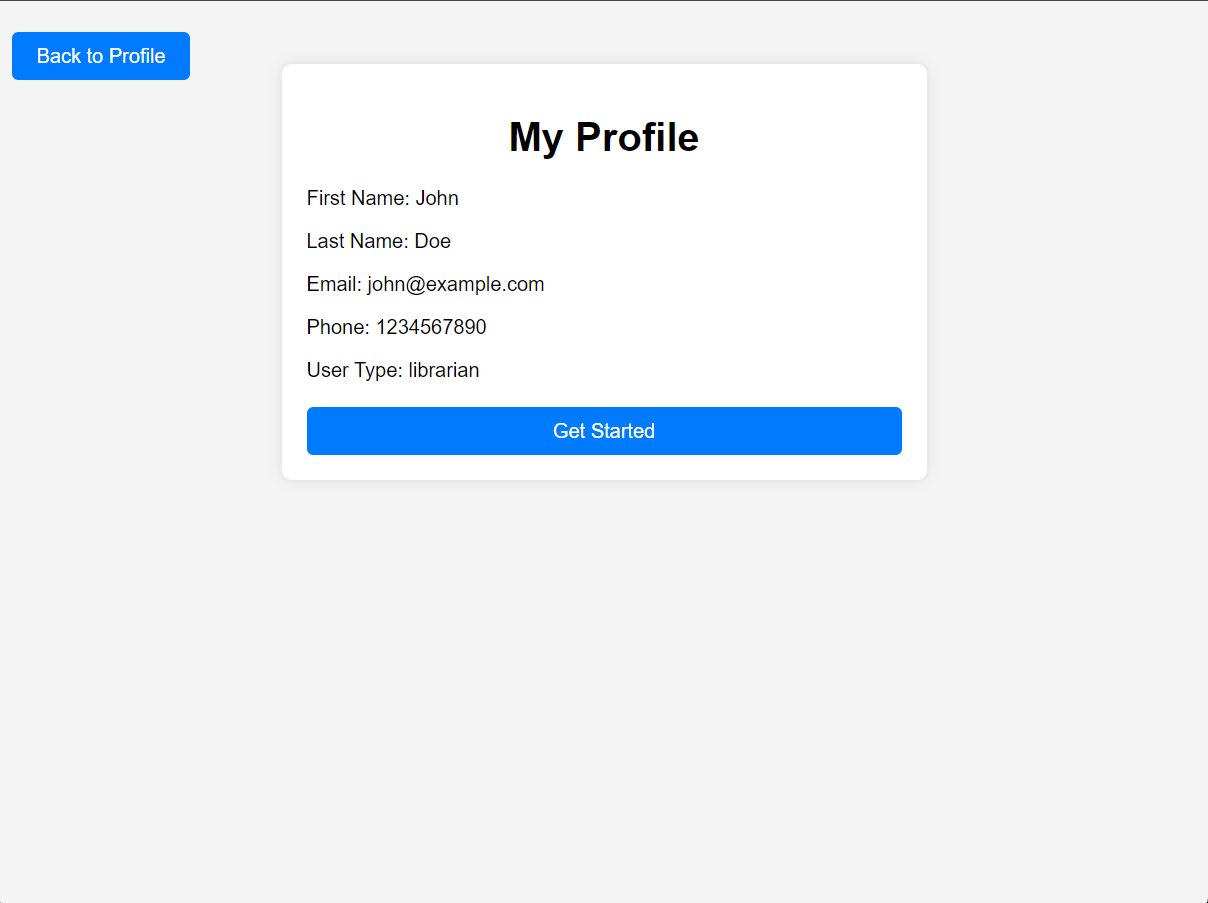 Back to Profile
My Profile
First Name: John
Last Name: Doe
Email: john@example.com
Phone: 1234567890
User Type: librarian
Get Started